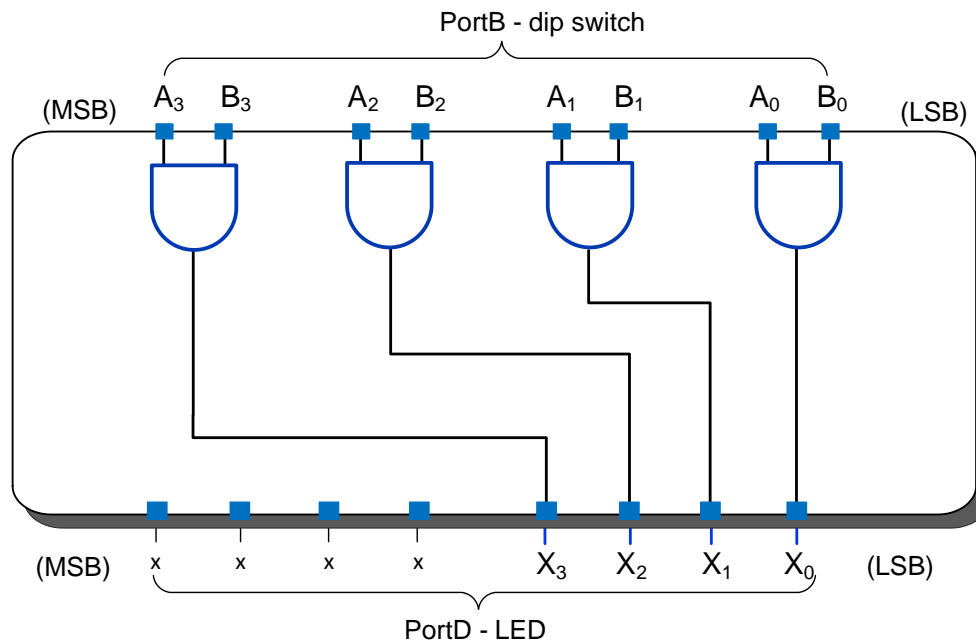 PortB - dip switch
(MSB) A₃ B₃ A₂ B₂ A₁ B₁ A₀ B₀ (LSB)
(MSB) x x x x X₃ X₂ X₁ X₀ (LSB)
PortD - LED